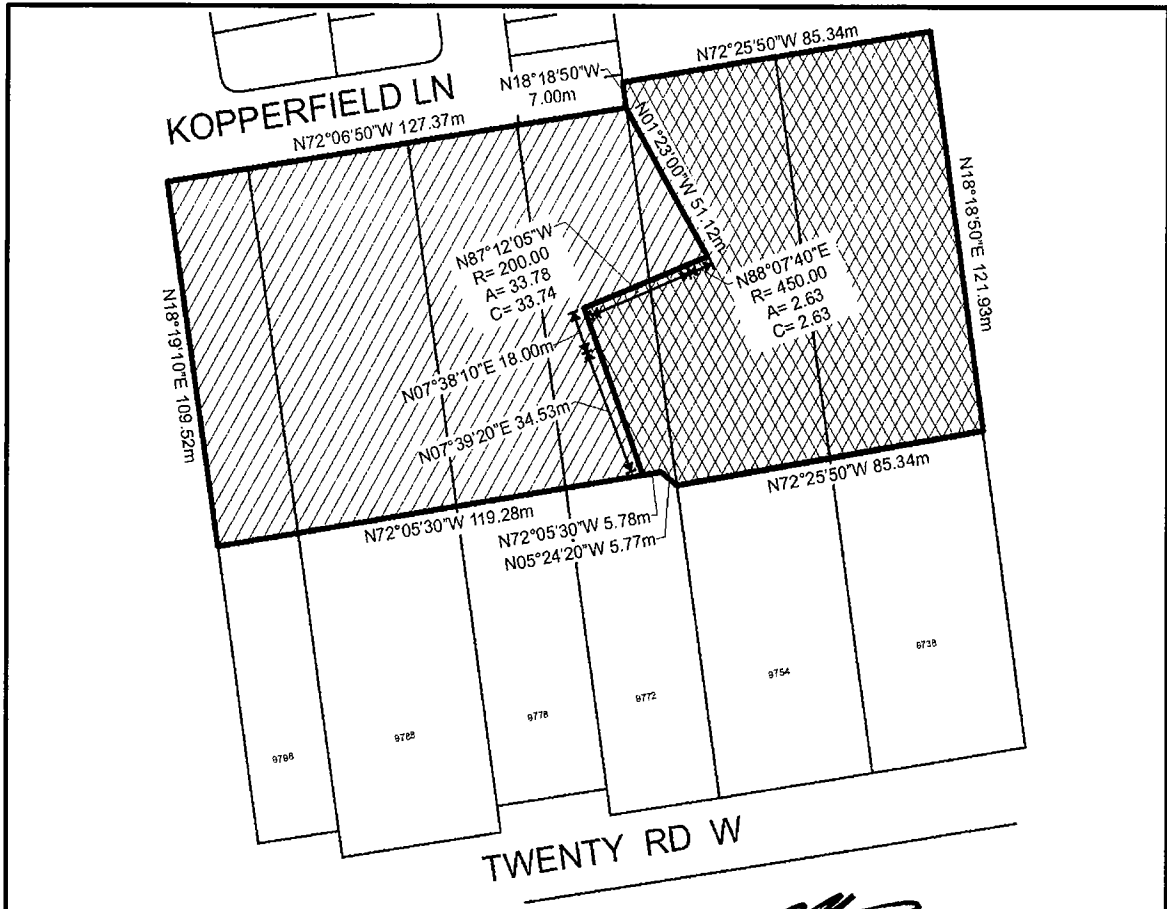 N72°25'50"W 85.34m
N18°18'50"W
7.00m
KOPPERFIELD LN
N72°06'50"W 127.37m
N01°23'00"W 51.12m
N18°18'50"E 121.93m
N87°12'05"W
R= 200.00
A= 33.78
C= 33.74
N88°07'40"E
R= 450.00
A= 2.63
C= 2.63
N18°19'10"E 109.52m
N07°38'10"E 18.00m
N07°39'20"E 34.53m
N72°25'50"W 85.34m
N72°05'30"W 119.28m
N72°05'30"W 5.78m
N05°24'20"W 5.77m
9798
9788
9778
9772
9754
9738
TWENTY RD W